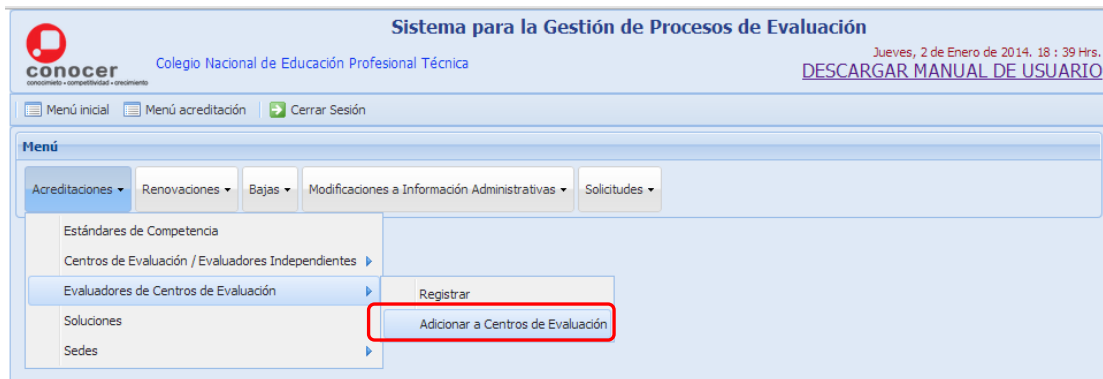 Sistema para la Gestión de Procesos de Evaluación
conocer
conocimiento • competitividad • crecimiento
Colegio Nacional de Educación Profesional Técnica
Jueves, 2 de Enero de 2014. 18 : 39 Hrs.
DESCARGAR MANUAL DE USUARIO
Menú inicial Menú acreditación Cerrar Sesión
Menú
Acreditaciones Renovaciones Bajas Modificaciones a Información Administrativas Solicitudes
Estándares de Competencia
Centros de Evaluación / Evaluadores Independientes
Evaluadores de Centros de Evaluación
Registrar
Soluciones
Adicionar a Centros de Evaluación
Sedes